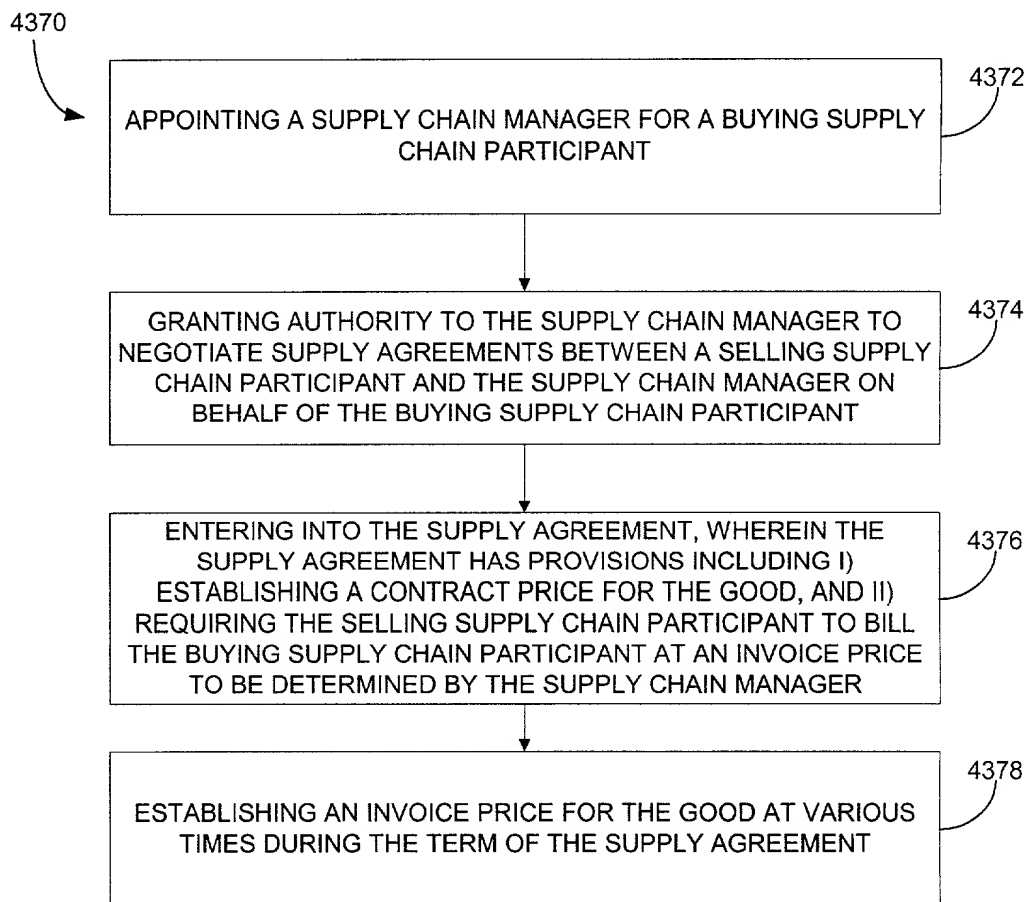 4370
4372
APPOINTING A SUPPLY CHAIN MANAGER FOR A BUYING SUPPLY
CHAIN PARTICIPANT
4374
GRANTING AUTHORITY TO THE SUPPLY CHAIN MANAGER TO
NEGOTIATE SUPPLY AGREEMENTS BETWEEN A SELLING SUPPLY
CHAIN PARTICIPANT AND THE SUPPLY CHAIN MANAGER ON
BEHALF OF THE BUYING SUPPLY CHAIN PARTICIPANT
4376
ENTERING INTO THE SUPPLY AGREEMENT, WHEREIN THE
SUPPLY AGREEMENT HAS PROVISIONS INCLUDING I)
ESTABLISHING A CONTRACT PRICE FOR THE GOOD, AND II)
REQUIRING THE SELLING SUPPLY CHAIN PARTICIPANT TO BILL
THE BUYING SUPPLY CHAIN PARTICIPANT AT AN INVOICE PRICE
TO BE DETERMINED BY THE SUPPLY CHAIN MANAGER
4378
ESTABLISHING AN INVOICE PRICE FOR THE GOOD AT VARIOUS
TIMES DURING THE TERM OF THE SUPPLY AGREEMENT